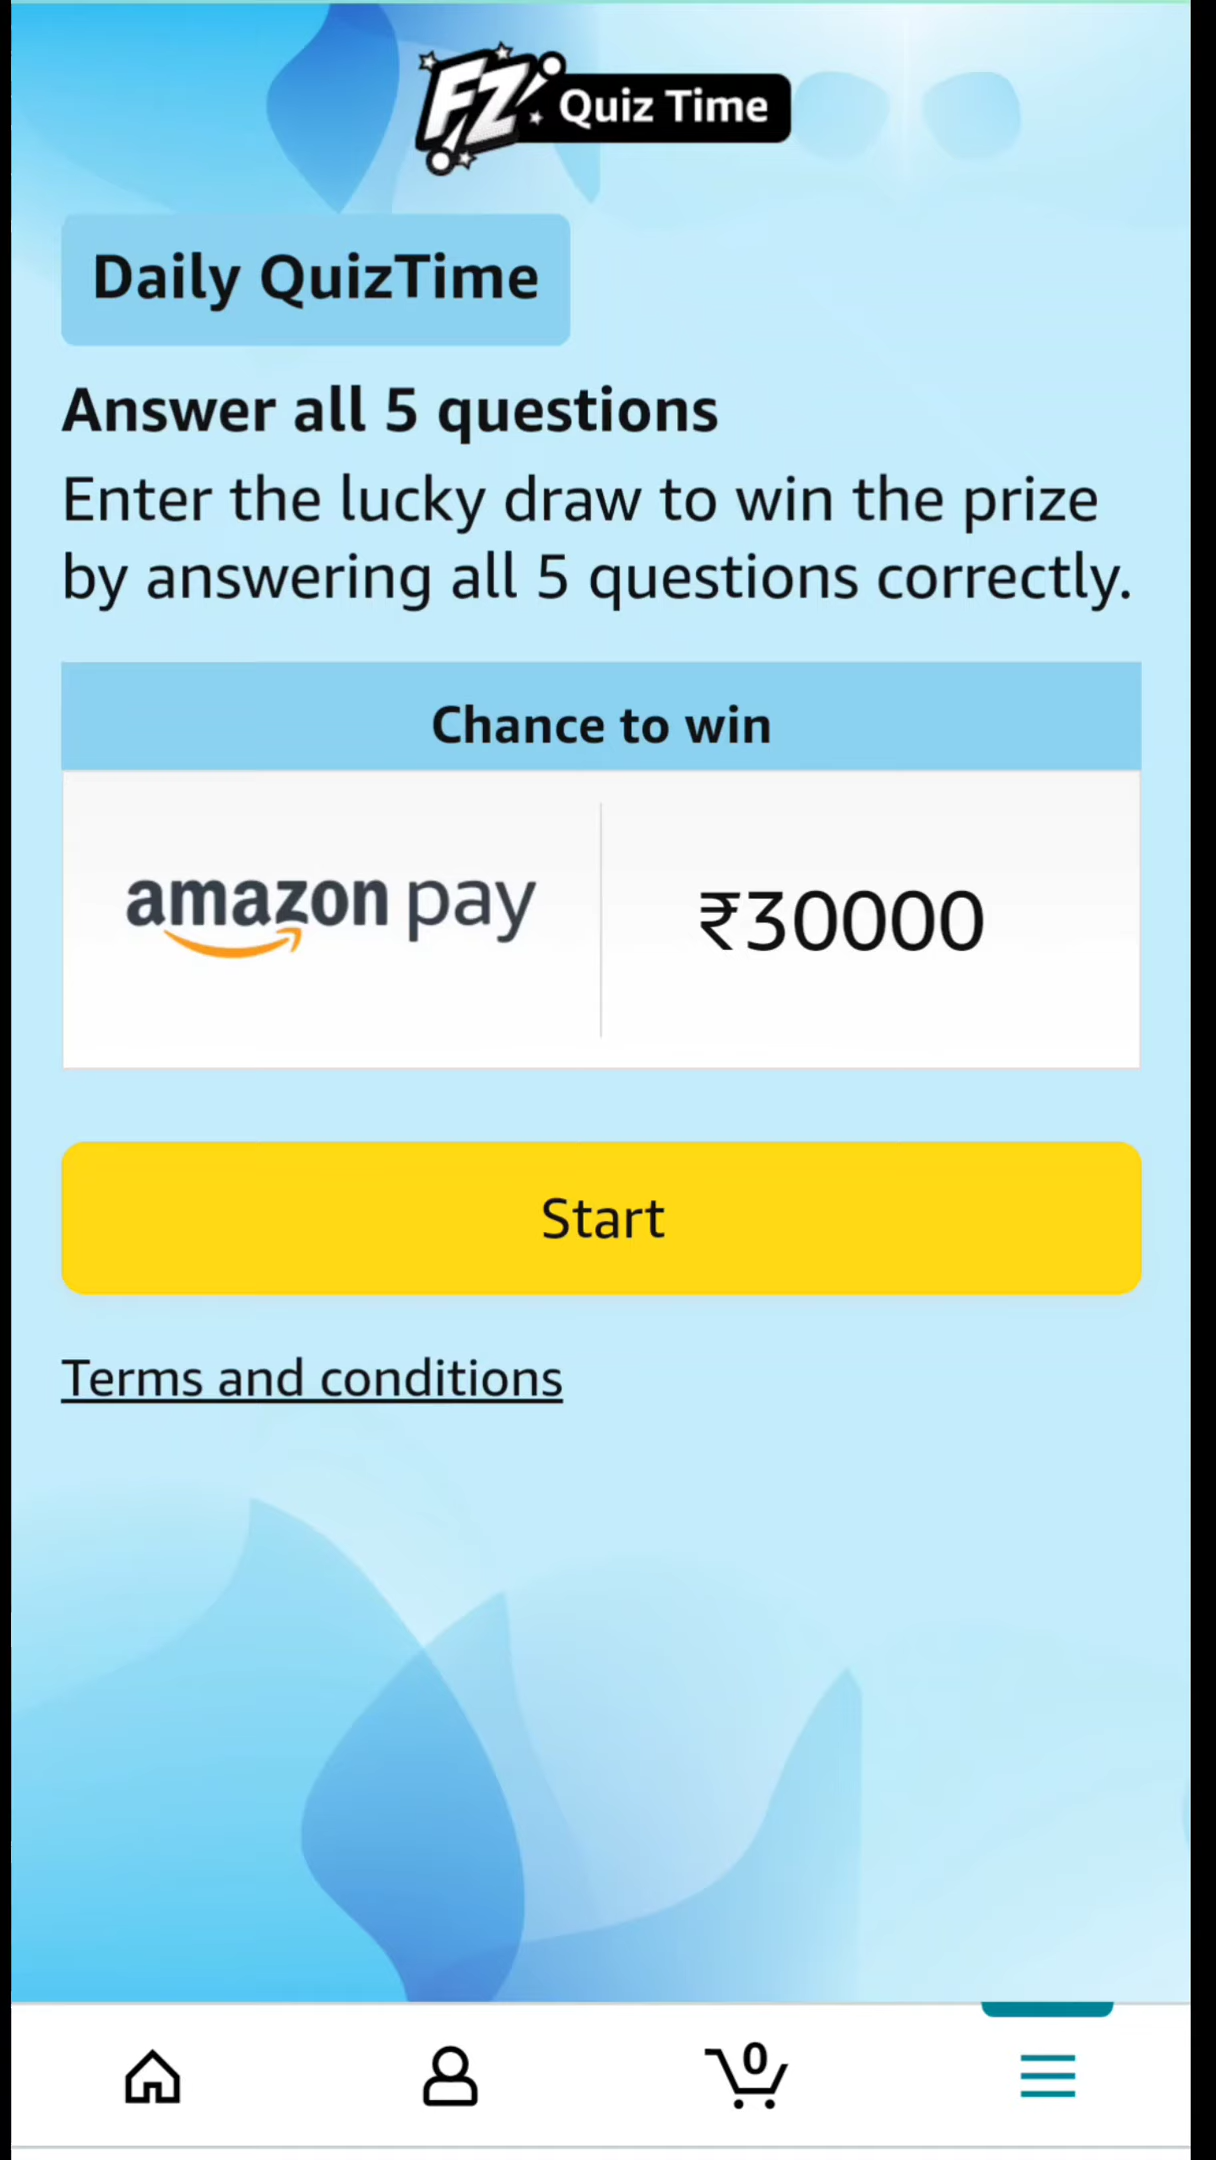 FZ Quiz Time
Daily QuizTime
Answer all 5 questions
Enter the lucky draw to win the prize
by answering all 5 questions correctly.
Chance to win
amazon pay
₹30000
Start
Terms and conditions
0